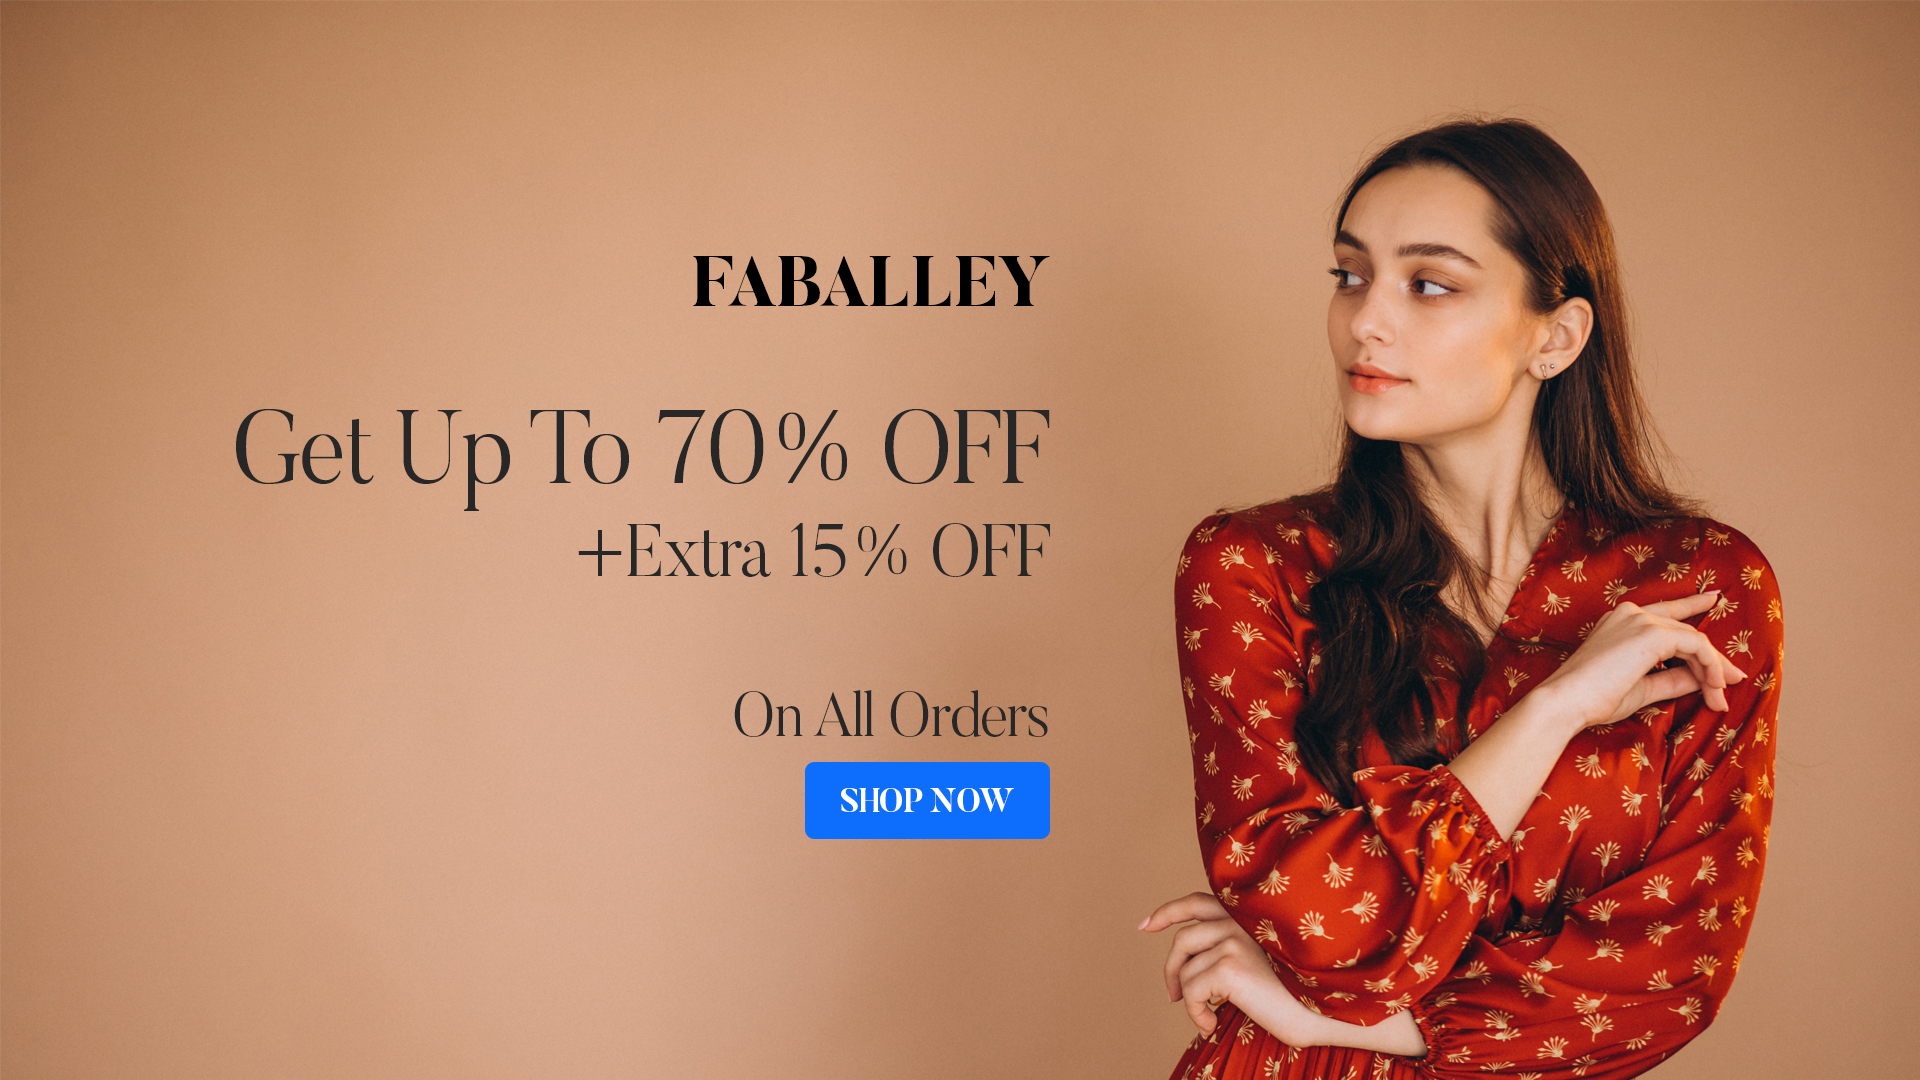 FABALLEY
Get Up To 70% OFF
+Extra 15% OFF
On All Orders
SHOP NOW